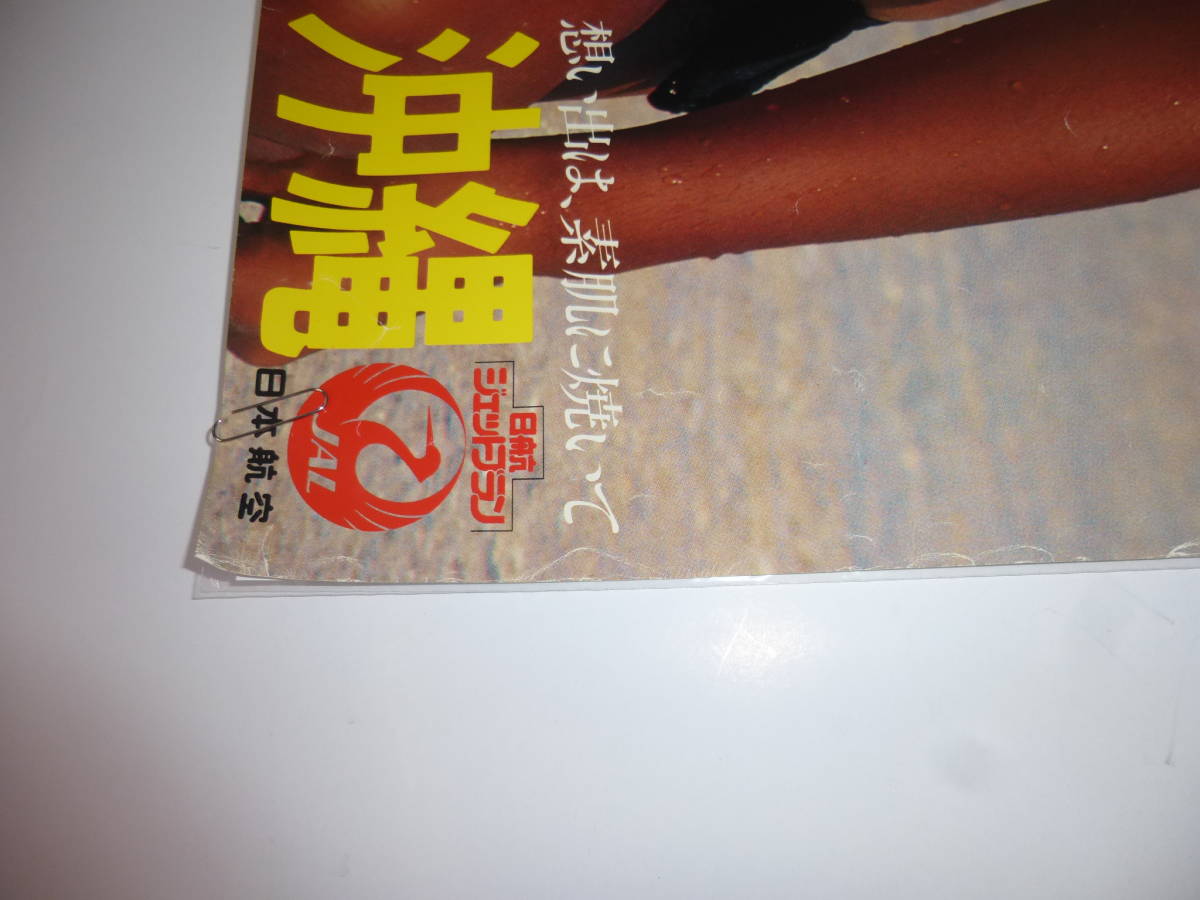 想い出は、素肌に焼いて
沖縄
日航
ジェットプラン
JAL
日本航空